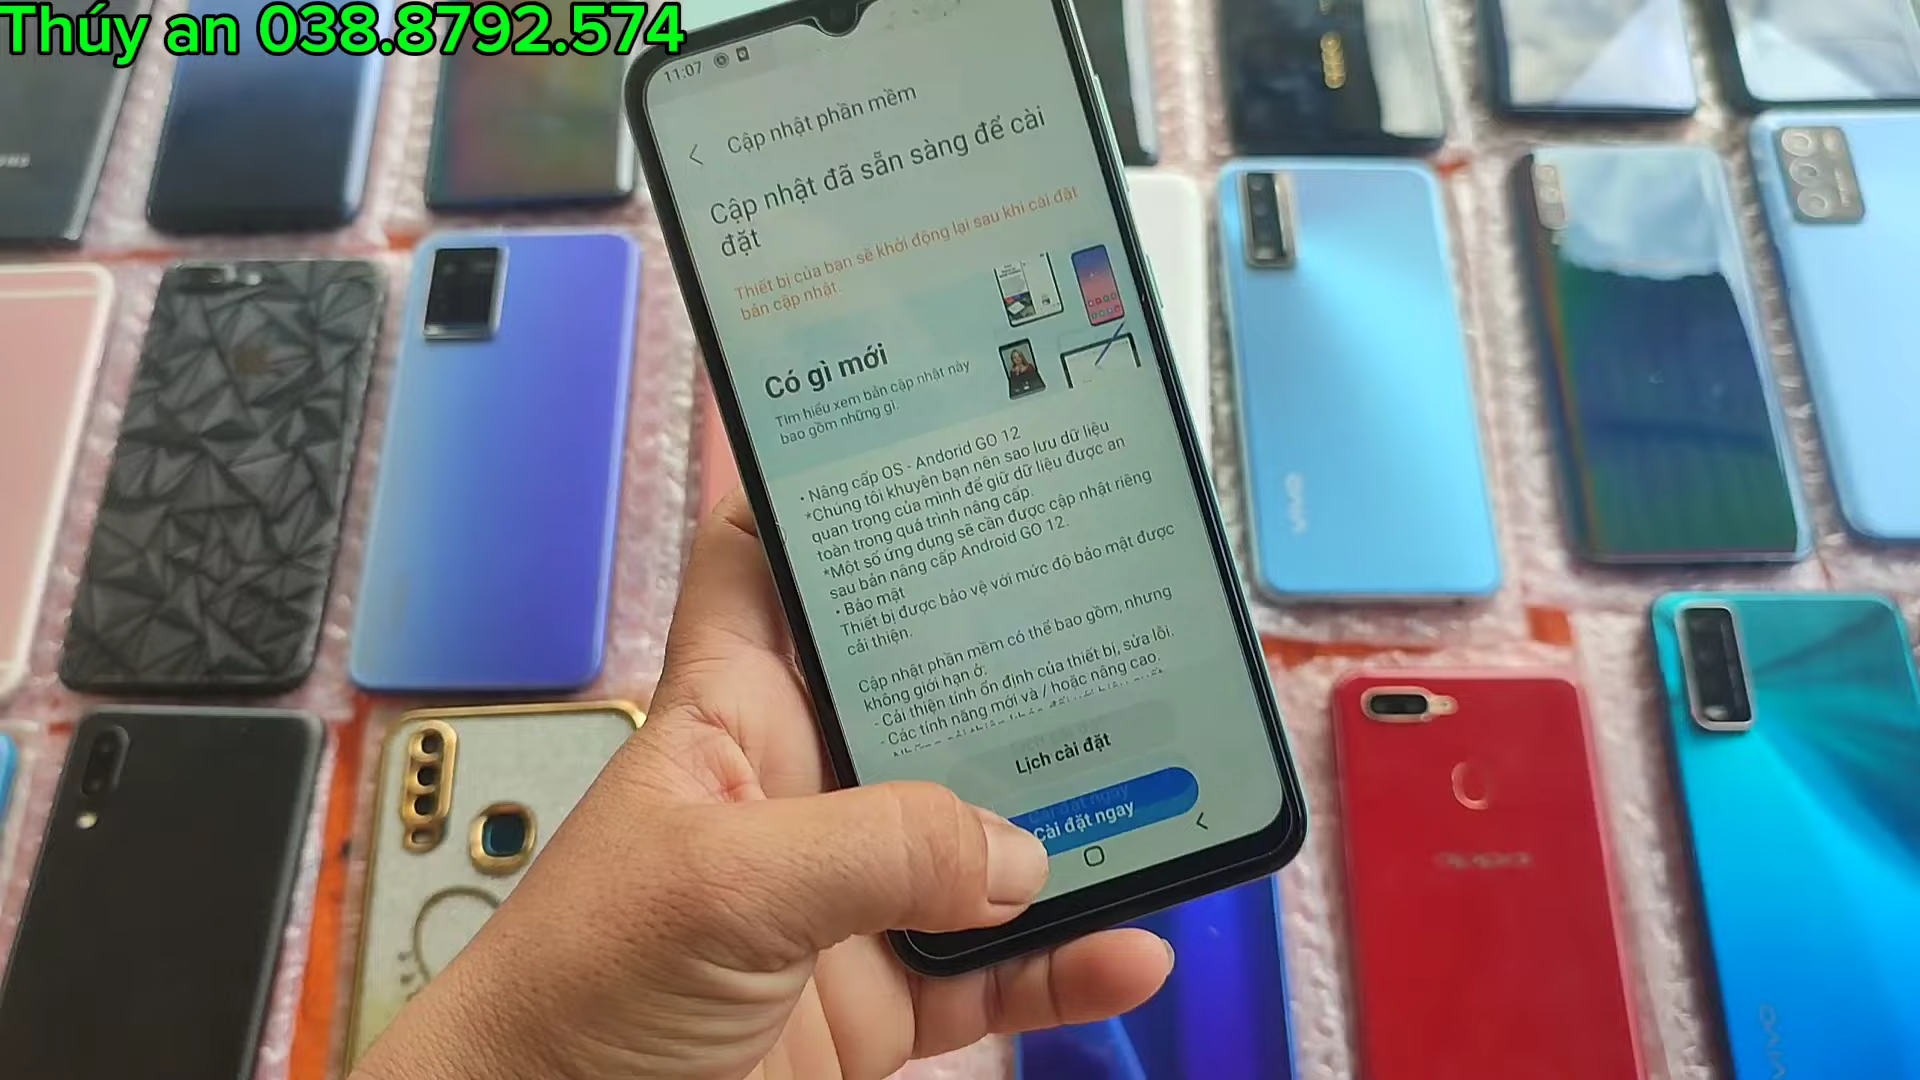 Thúy an 038.8792.574
11:07
Cập nhật phần mềm
Cập nhật đã sẵn sàng để cài
đặt
Thiết bị của bạn sẽ khởi động lại sau khi cài đặt
bản cập nhật.
Có gì mới
Tìm hiểu xem bản cập nhật này
bao gồm những gì.
• Nâng cấp OS - Andorid GO 12
*Chúng tôi khuyên bạn nên sao lưu dữ liệu
quan trọng của mình để giữ dữ liệu được an
toàn trong quá trình nâng cấp.
*Một số ứng dụng sẽ cần được cập nhật riêng
sau bản nâng cấp Android GO 12.
• Bảo mật
Thiết bị được bảo vệ với mức độ bảo mật được
cải thiện.
Cập nhật phần mềm có thể bao gồm, nhưng
không giới hạn ở:
- Cải thiện tính ổn định của thiết bị, sửa lỗi.
- Các tính năng mới và / hoặc nâng cao.
Lịch cài đặt
Cài đặt ngay
vivo
oppo
vivo